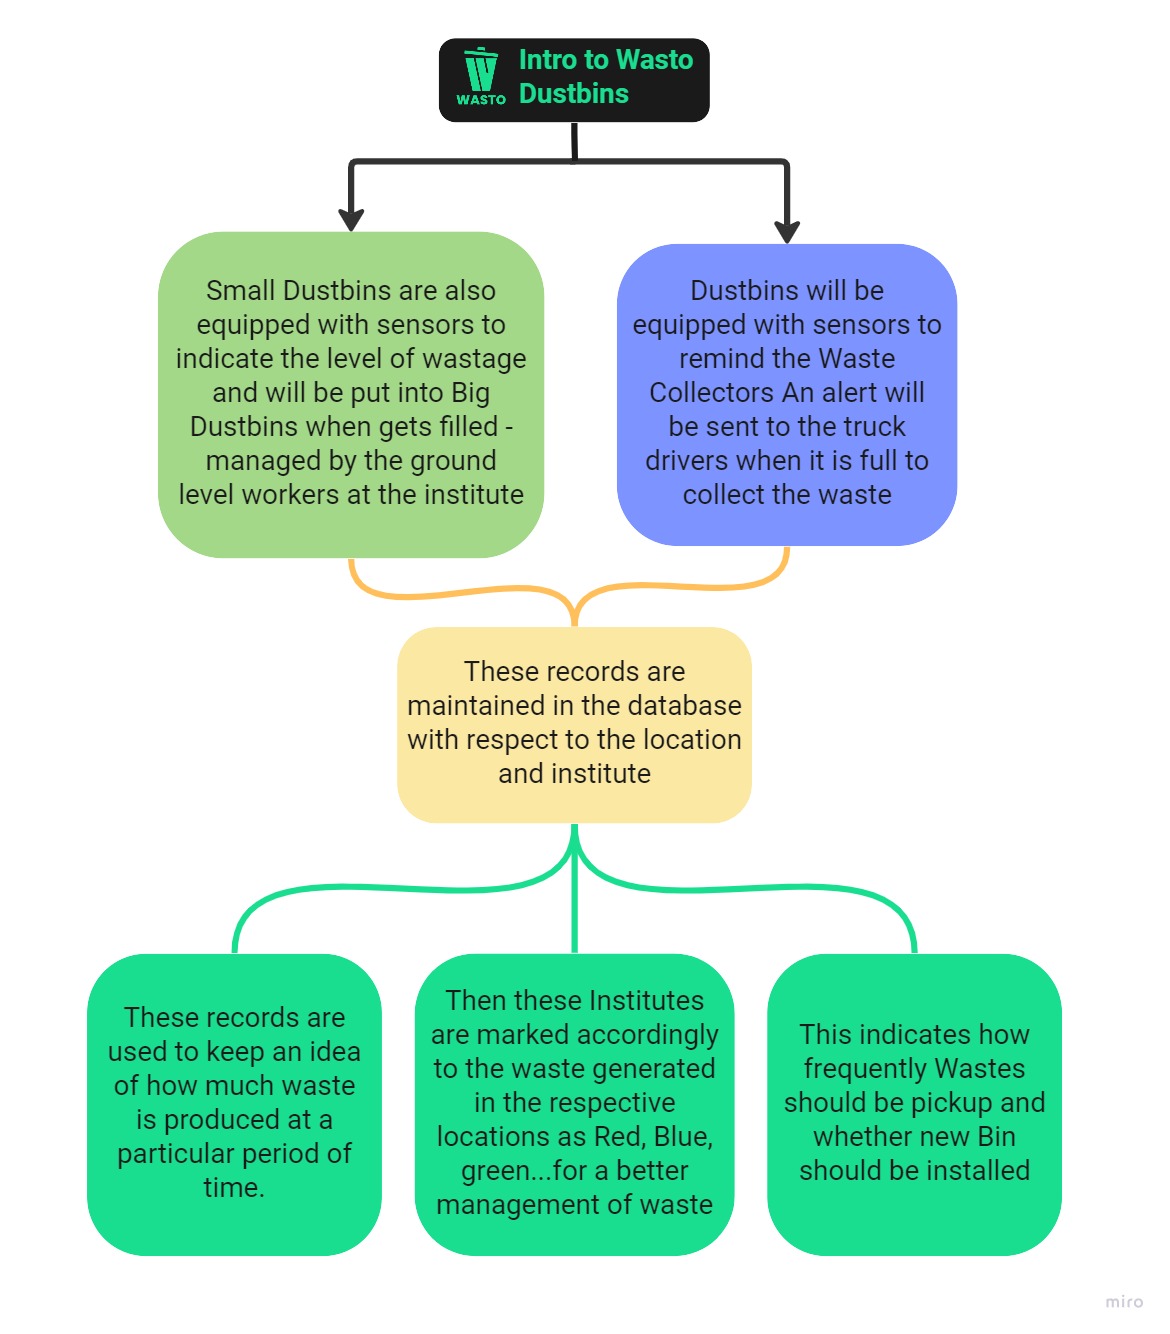 WASTO
Intro to Wasto
Dustbins
Small Dustbins are also
equipped with sensors to
indicate the level of wastage
and will be put into Big
Dustbins when gets filled -
managed by the ground
level workers at the institute
Dustbins will be
equipped with sensors to
remind the Waste
Collectors An alert will
be sent to the truck
drivers when it is full to
collect the waste
These records are
maintained in the database
with respect to the location
and institute
These records are
used to keep an idea
of how much waste
is produced at a
particular period of
time.
Then these Institutes
are marked accordingly
to the waste generated
in the respective
locations as Red, Blue,
green...for a better
management of waste
This indicates how
frequently Wastes
should be pickup and
whether new Bin
should be installed
miro